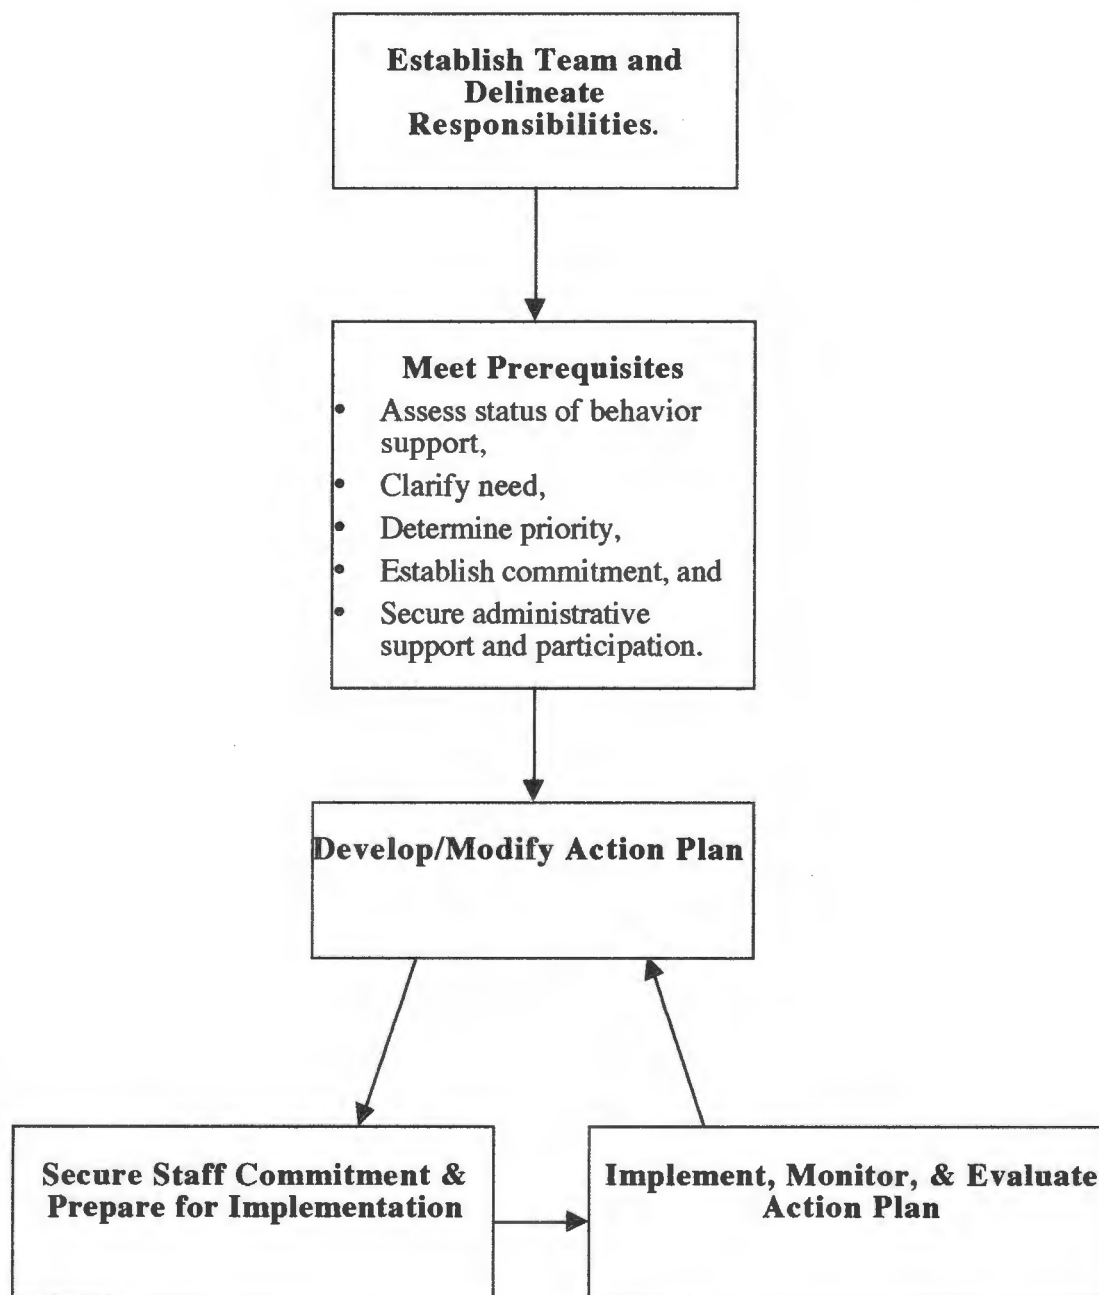 Establish Team and
Delineate
Responsibilities.
Meet Prerequisites
• Assess status of behavior
support,
• Clarify need,
• Determine priority,
• Establish commitment, and
• Secure administrative
support and participation.
Develop/Modify Action Plan
Secure Staff Commitment &
Prepare for Implementation
Implement, Monitor, & Evaluate
Action Plan